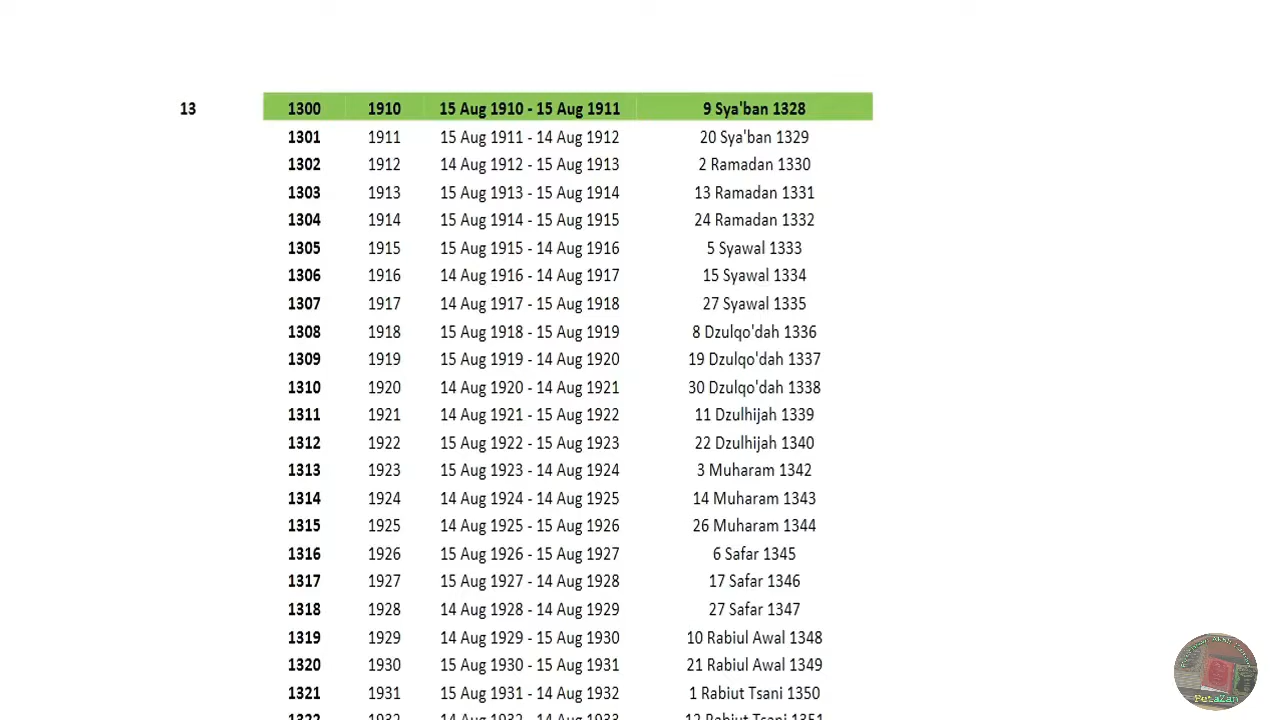 13 1300 1910 15 Aug 1910 - 15 Aug 1911 9 Sya'ban 1328
1301 1911 15 Aug 1911 - 14 Aug 1912 20 Sya'ban 1329
1302 1912 14 Aug 1912 - 15 Aug 1913 2 Ramadan 1330
1303 1913 15 Aug 1913 - 15 Aug 1914 13 Ramadan 1331
1304 1914 15 Aug 1914 - 15 Aug 1915 24 Ramadan 1332
1305 1915 15 Aug 1915 - 14 Aug 1916 5 Syawal 1333
1306 1916 14 Aug 1916 - 14 Aug 1917 15 Syawal 1334
1307 1917 14 Aug 1917 - 15 Aug 1918 27 Syawal 1335
1308 1918 15 Aug 1918 - 15 Aug 1919 8 Dzulqo'dah 1336
1309 1919 15 Aug 1919 - 14 Aug 1920 19 Dzulqo'dah 1337
1310 1920 14 Aug 1920 - 14 Aug 1921 30 Dzulqo'dah 1338
1311 1921 14 Aug 1921 - 15 Aug 1922 11 Dzulhijah 1339
1312 1922 15 Aug 1922 - 15 Aug 1923 22 Dzulhijah 1340
1313 1923 15 Aug 1923 - 14 Aug 1924 3 Muharam 1342
1314 1924 14 Aug 1924 - 14 Aug 1925 14 Muharam 1343
1315 1925 14 Aug 1925 - 15 Aug 1926 26 Muharam 1344
1316 1926 15 Aug 1926 - 15 Aug 1927 6 Safar 1345
1317 1927 15 Aug 1927 - 14 Aug 1928 17 Safar 1346
1318 1928 14 Aug 1928 - 14 Aug 1929 27 Safar 1347
1319 1929 14 Aug 1929 - 15 Aug 1930 10 Rabiul Awal 1348
1320 1930 15 Aug 1930 - 15 Aug 1931 21 Rabiul Awal 1349
1321 1931 15 Aug 1931 - 14 Aug 1932 1 Rabiut Tsani 1350
1322 1932 14 Aug 1932 - 14 Aug 1933 12 Rabiut Tsani 1351
PetaZan